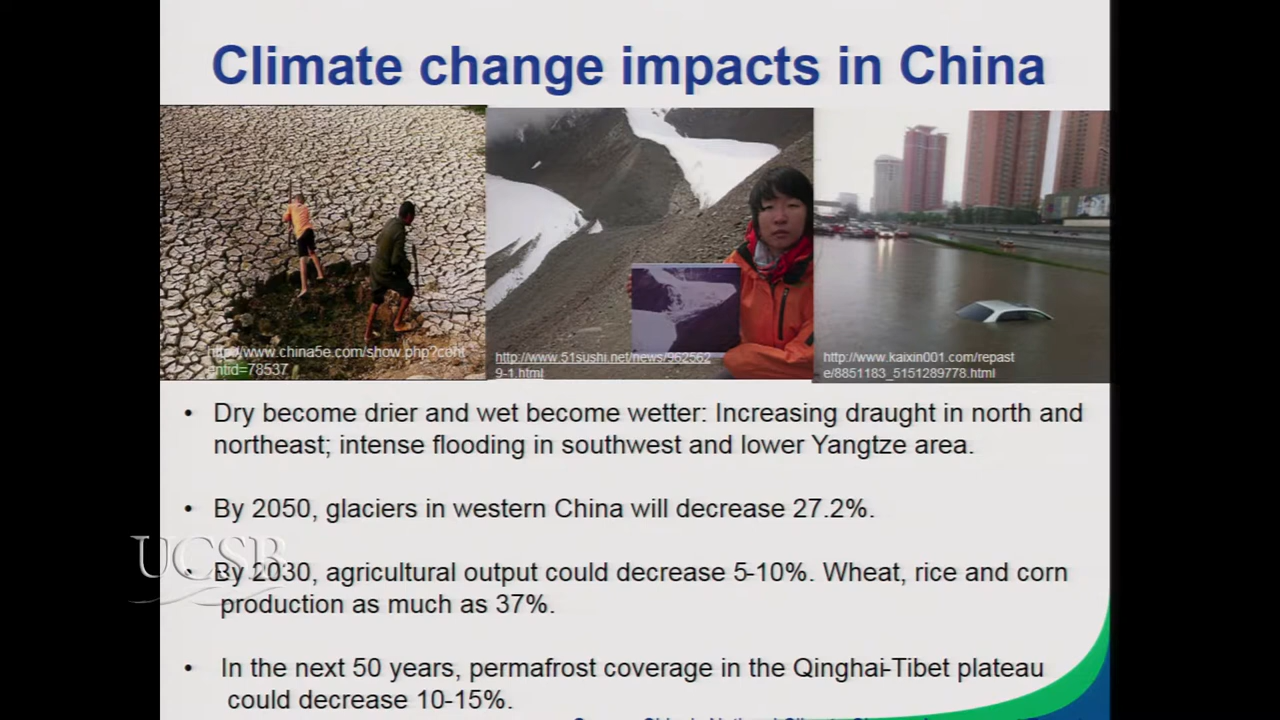 Climate change impacts in China
http://www.china5e.com/show.php?cont
entid=78537
http://www.51sushi.net/news/962562
9-1.html
http://www.kaixin001.com/repast
e/8851183_5151289778.html
• Dry become drier and wet become wetter: Increasing draught in north and
northeast; intense flooding in southwest and lower Yangtze area.
• By 2050, glaciers in western China will decrease 27.2%.
UCSB
• By 2030, agricultural output could decrease 5-10%. Wheat, rice and corn
production as much as 37%.
• In the next 50 years, permafrost coverage in the Qinghai-Tibet plateau
could decrease 10-15%.